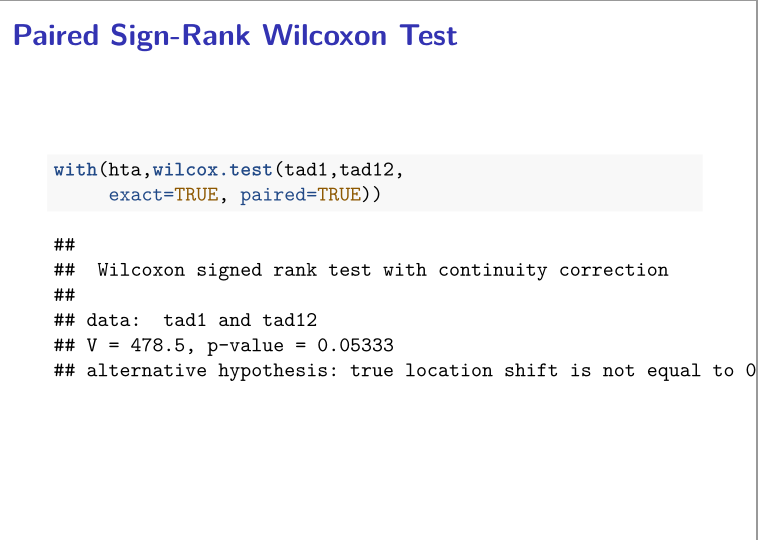 Paired Sign-Rank Wilcoxon Test
with(hta,wilcox.test(tad1,tad12,
exact=TRUE, paired=TRUE))
##
##  Wilcoxon signed rank test with continuity correction
##
## data:  tad1 and tad12
## V = 478.5, p-value = 0.05333
## alternative hypothesis: true location shift is not equal to 0